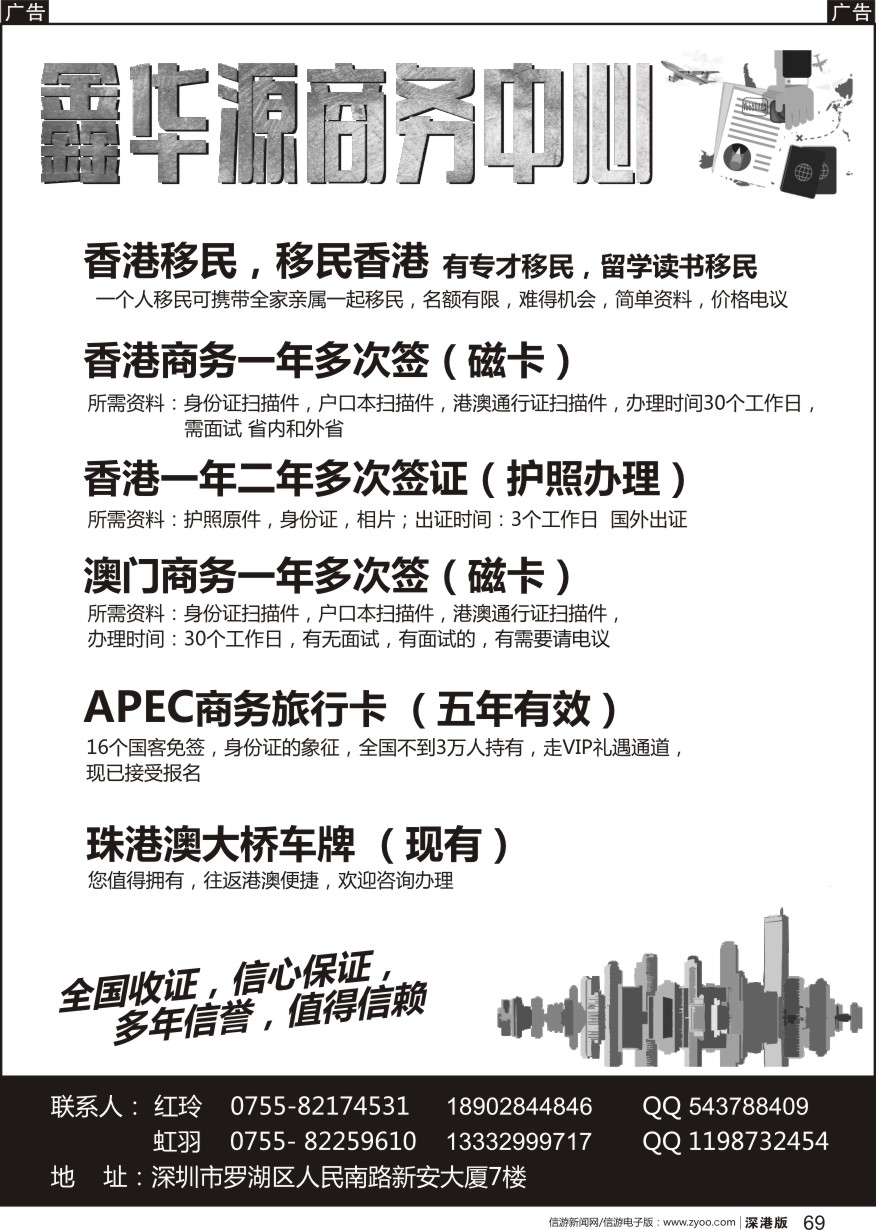 广告
广告
鑫华源商务中心
香港移民，移民香港 有专才移民，留学读书移民
一个人移民可携带全家亲属一起移民，名额有限，难得机会，简单资料，价格电议
香港商务一年多次签（磁卡）
所需资料：身份证扫描件，户口本扫描件，港澳通行证扫描件，办理时间30个工作日，
需面试 省内和外省
香港一年二年多次签证（护照办理）
所需资料：护照原件，身份证，相片；出证时间：3个工作日 国外出证
澳门商务一年多次签（磁卡）
所需资料：身份证扫描件，户口本扫描件，港澳通行证扫描件，
办理时间：30个工作日，有无面试，有面试的，有需要请电议
APEC商务旅行卡 （五年有效）
16个国客免签，身份证的象征，全国不到3万人持有，走VIP礼遇通道，
现已接受报名
珠港澳大桥车牌 （现有）
您值得拥有，往返港澳便捷，欢迎咨询办理
全国收证，信心保证，
多年信誉，值得信赖
联系人： 红玲 0755-82174531 18902844846 QQ 543788409
虹羽 0755- 82259610 13332999717 QQ 1198732454
地 址：深圳市罗湖区人民南路新安大厦7楼
信游新闻网/信游电子版：www.zyoo.com 深港版 69